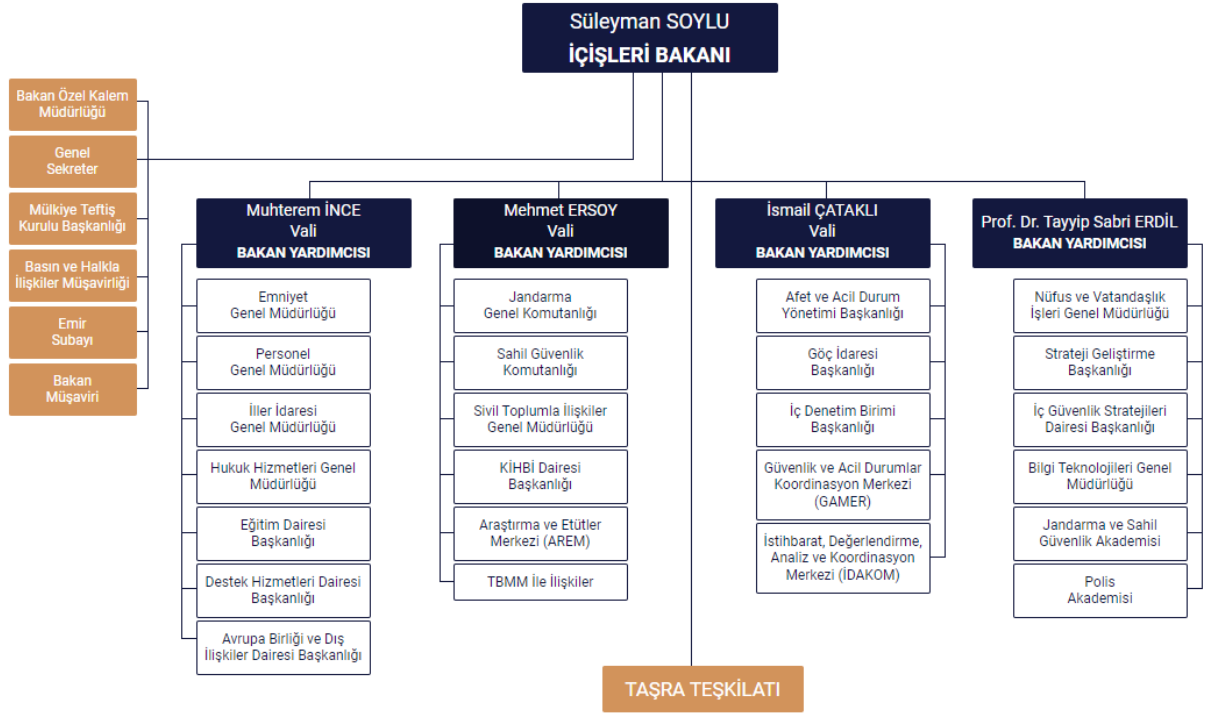 Süleyman SOYLU
İÇİŞLERİ BAKANI
Bakan Özel Kalem
Müdürlüğü
Genel
Sekreter
Mülkiye Teftiş
Kurulu Başkanlığı
Basın ve Halkla
İlişkiler Müşavirliği
Emir
Subayı
Bakan
Müşaviri
Muhterem İNCE
Vali
BAKAN YARDIMCISI
Emniyet
Genel Müdürlüğü
Personel
Genel Müdürlüğü
İller İdaresi
Genel Müdürlüğü
Hukuk Hizmetleri Genel
Müdürlüğü
Eğitim Dairesi
Başkanlığı
Destek Hizmetleri Dairesi
Başkanlığı
Avrupa Birliği ve Dış
İlişkiler Dairesi Başkanlığı
Mehmet ERSOY
Vali
BAKAN YARDIMCISI
Jandarma
Genel Komutanlığı
Sahil Güvenlik
Komutanlığı
Sivil Toplumla İlişkiler
Genel Müdürlüğü
KİHBİ Dairesi
Başkanlığı
Araştırma ve Etütler
Merkezi (AREM)
TBMM İle İlişkiler
İsmail ÇATAKLI
Vali
BAKAN YARDIMCISI
Afet ve Acil Durum
Yönetimi Başkanlığı
Göç İdaresi
Başkanlığı
İç Denetim Birimi
Başkanlığı
Güvenlik ve Acil Durumlar
Koordinasyon Merkezi
(GAMER)
İstihbarat, Değerlendirme,
Analiz ve Koordinasyon
Merkezi (İDAKOM)
Prof. Dr. Tayyip Sabri ERDİL
BAKAN YARDIMCISI
Nüfus ve Vatandaşlık
İşleri Genel Müdürlüğü
Strateji Geliştirme
Başkanlığı
İç Güvenlik Stratejileri
Dairesi Başkanlığı
Bilgi Teknolojileri Genel
Müdürlüğü
Jandarma ve Sahil
Güvenlik Akademisi
Polis
Akademisi
TAŞRA TEŞKİLATI